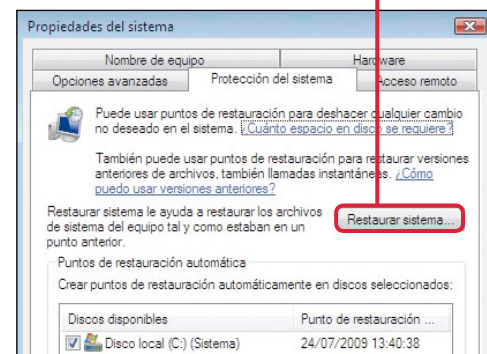 Propiedades del sistema
Nombre de equipo
Hardware
Opciones avanzadas
Protección del sistema
Acceso remoto
Puede usar puntos de restauración para deshacer cualquier cambio
no deseado en el sistema. ¿Cuánto espacio en disco se requiere?
También puede usar puntos de restauración para restaurar versiones
anteriores de archivos, también llamadas instantáneas. ¿Cómo
puedo usar versiones anteriores?
Restaurar sistema le ayuda a restaurar los archivos
de sistema del equipo tal y como estaban en un
punto anterior.
Restaurar sistema...
Puntos de restauración automática
Crear puntos de restauración automáticamente en discos seleccionados:
Discos disponibles
Punto de restauración ...
Disco local (C:) (Sistema)
24/07/2009 13:40:38